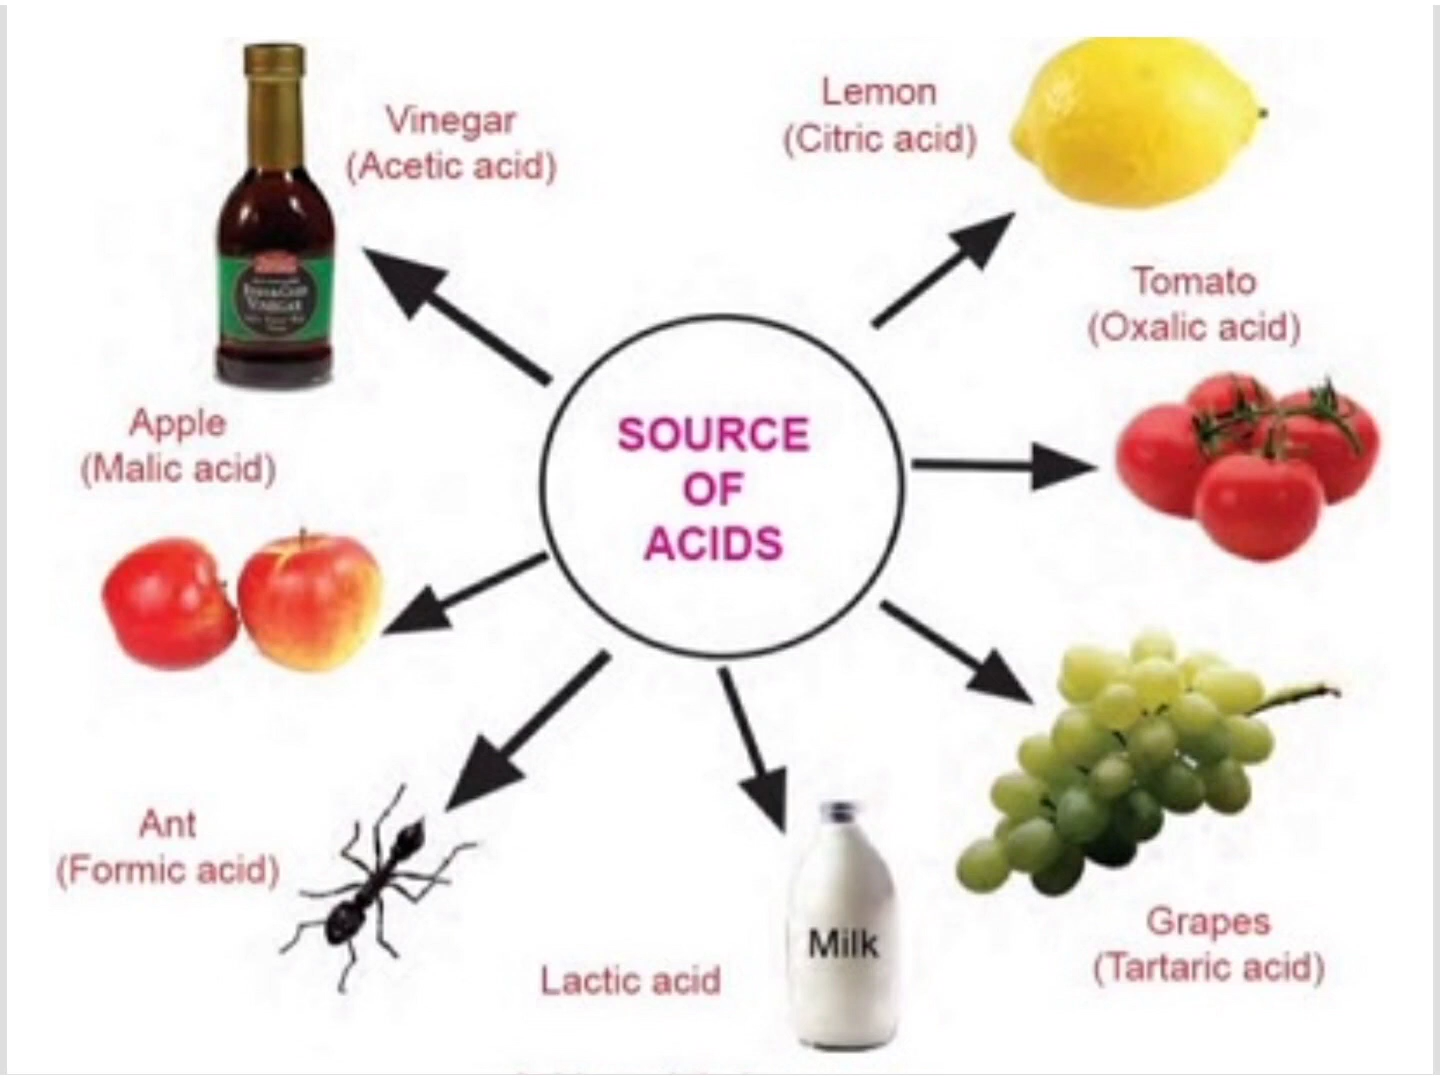 Vinegar
(Acetic acid)
Lemon
(Citric acid)
Tomato
(Oxalic acid)
VINEGAR
Apple
(Malic acid)
SOURCE
OF
ACIDS
Ant
(Formic acid)
Lactic acid
Milk
Grapes
(Tartaric acid)